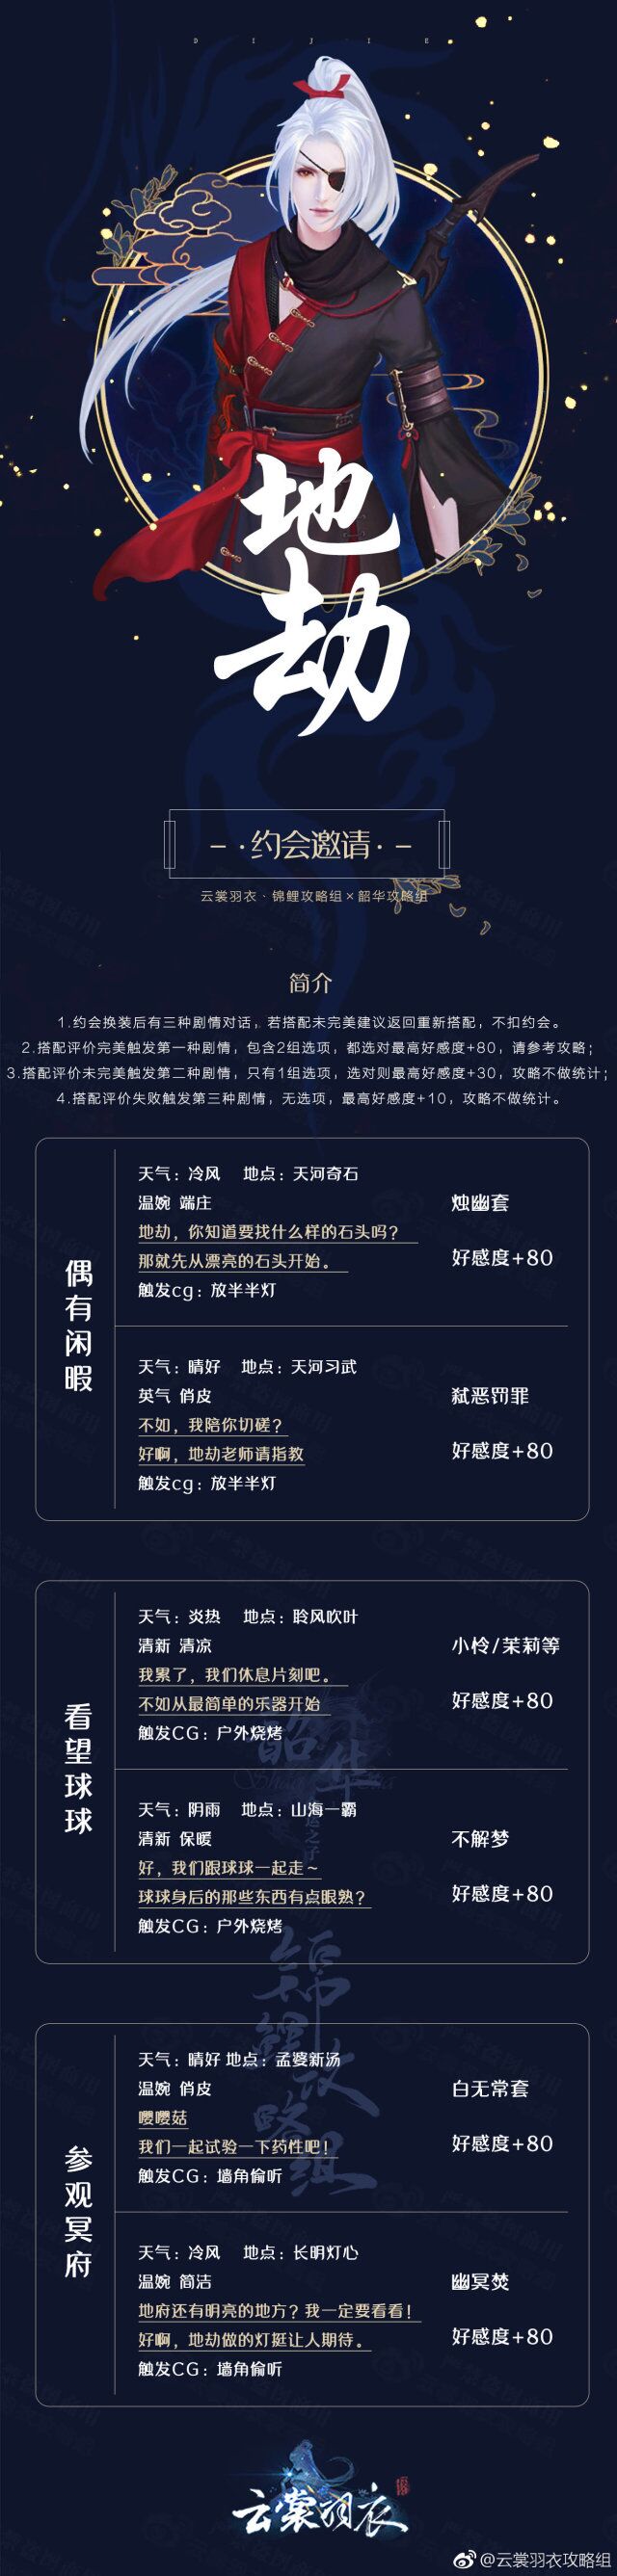 DIJIE
地劫
-·约会邀请·-
云裳羽衣·锦鲤攻略组×韶华攻略组
简介
1.约会换装后有三种剧情对话，若搭配未完美建议返回重新搭配，不扣约会。
2.搭配评价完美触发第一种剧情，包含2组选项，都选对最高好感度+80，请参考攻略；
3.搭配评价未完美触发第二种剧情，只有1组选项，选对则最高好感度+30，攻略不做统计；
4.搭配评价失败触发第三种剧情，无选项，最高好感度+10，攻略不做统计。
偶有闲暇
天气：冷风 地点：天河奇石
温婉 端庄
烛幽套
地劫，你知道要找什么样的石头吗？
那就先从漂亮的石头开始。
好感度+80
触发cg：放半半灯
天气：晴好 地点：天河习武
英气 俏皮
弑恶罚罪
不如，我陪你切磋？
好啊，地劫老师请指教
好感度+80
触发cg：放半半灯
看望球球
天气：炎热 地点：聆风吹叶
清新 清凉
小怜/茉莉等
我累了，我们休息片刻吧。
不如从最简单的乐器开始
好感度+80
触发CG：户外烧烤
天气：阴雨 地点：山海一霸
清新 保暖
不解梦
好，我们跟球球一起走~
球球身后的那些东西有点眼熟？
好感度+80
触发CG：户外烧烤
参观冥府
天气：晴好 地点：孟婆新汤
温婉 俏皮
白无常套
嘤嘤菇
我们一起试验一下药性吧！
好感度+80
触发CG：墙角偷听
天气：冷风 地点：长明灯心
温婉 简洁
幽冥焚
地府还有明亮的地方？我一定要看看！
好啊，地劫做的灯挺让人期待。
好感度+80
触发CG：墙角偷听
韶华
锦鲤攻略组
云裳羽衣
@云裳羽衣攻略组